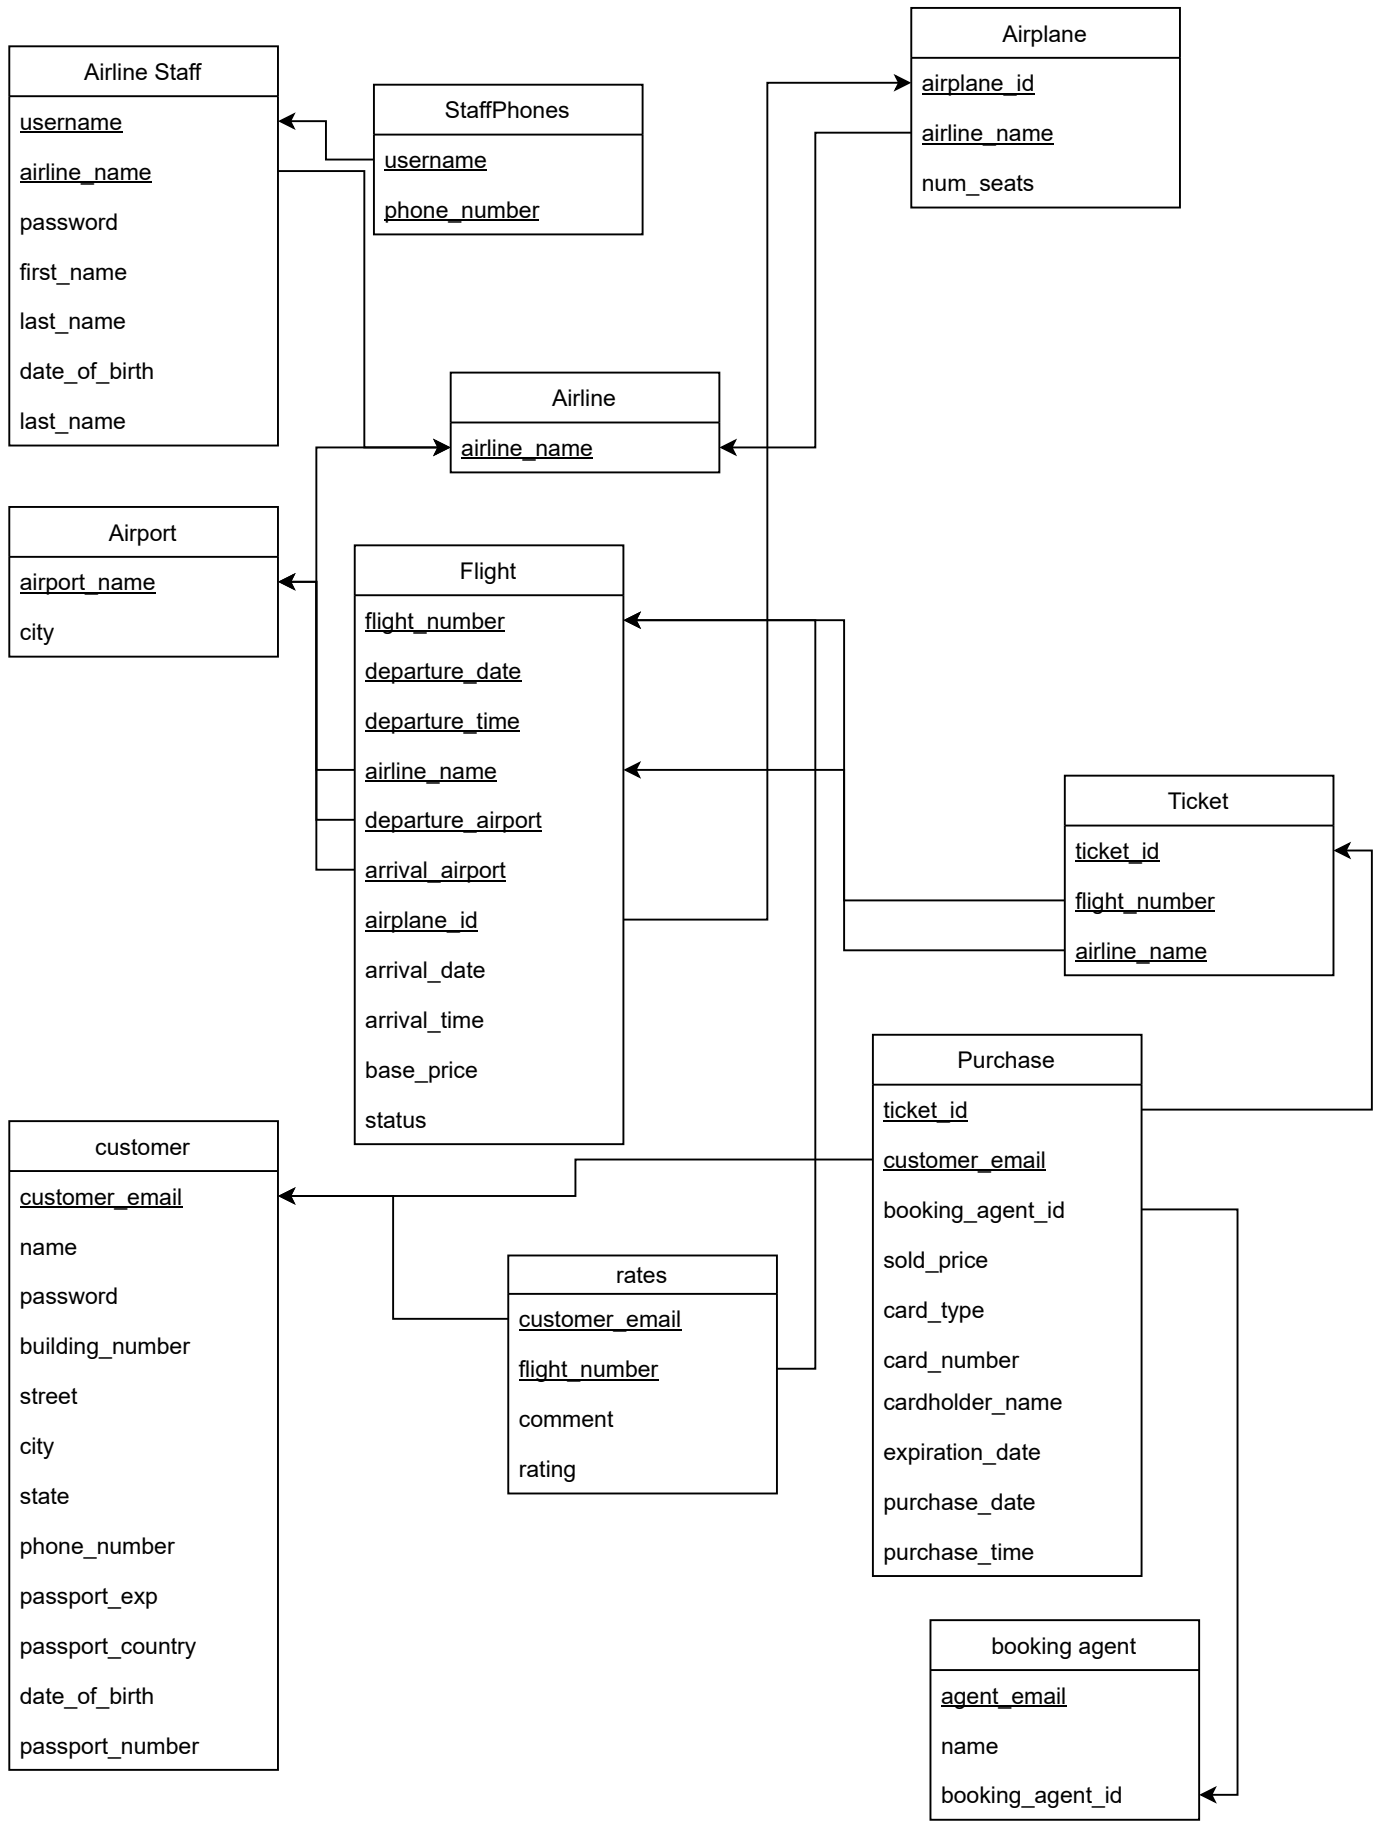 Airline Staff
username
airline_name
password
first_name
last_name
date_of_birth
last_name
StaffPhones
username
phone_number
Airplane
airplane_id
airline_name
num_seats
Airline
airline_name
Airport
airport_name
city
Flight
flight_number
departure_date
departure_time
airline_name
departure_airport
arrival_airport
airplane_id
arrival_date
arrival_time
base_price
status
Ticket
ticket_id
flight_number
airline_name
Purchase
ticket_id
customer_email
booking_agent_id
sold_price
card_type
card_number
cardholder_name
expiration_date
purchase_date
purchase_time
customer
customer_email
name
password
building_number
street
city
state
phone_number
passport_exp
passport_country
date_of_birth
passport_number
rates
customer_email
flight_number
comment
rating
booking agent
agent_email
name
booking_agent_id